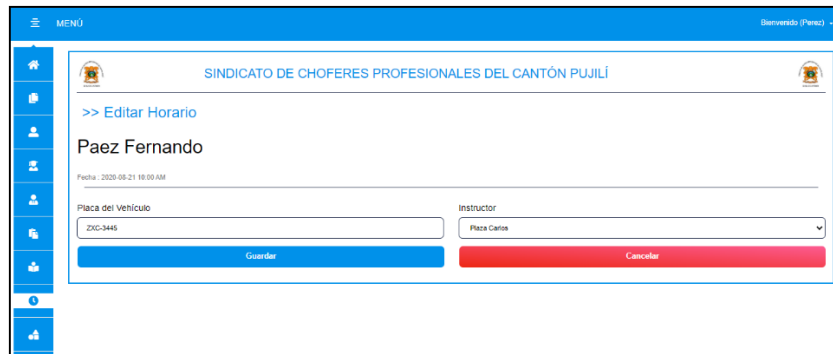 MENÚ
Bienvenido (Perez)
SINDICATO DE CHOFERES PROFESIONALES DEL CANTÓN PUJILÍ
>> Editar Horario
Paez Fernando
Fecha : 2020-08-21 10:00 AM
Placa del Vehículo
Instructor
ZXC-3445
Plaza Carlos
Guardar
Cancelar